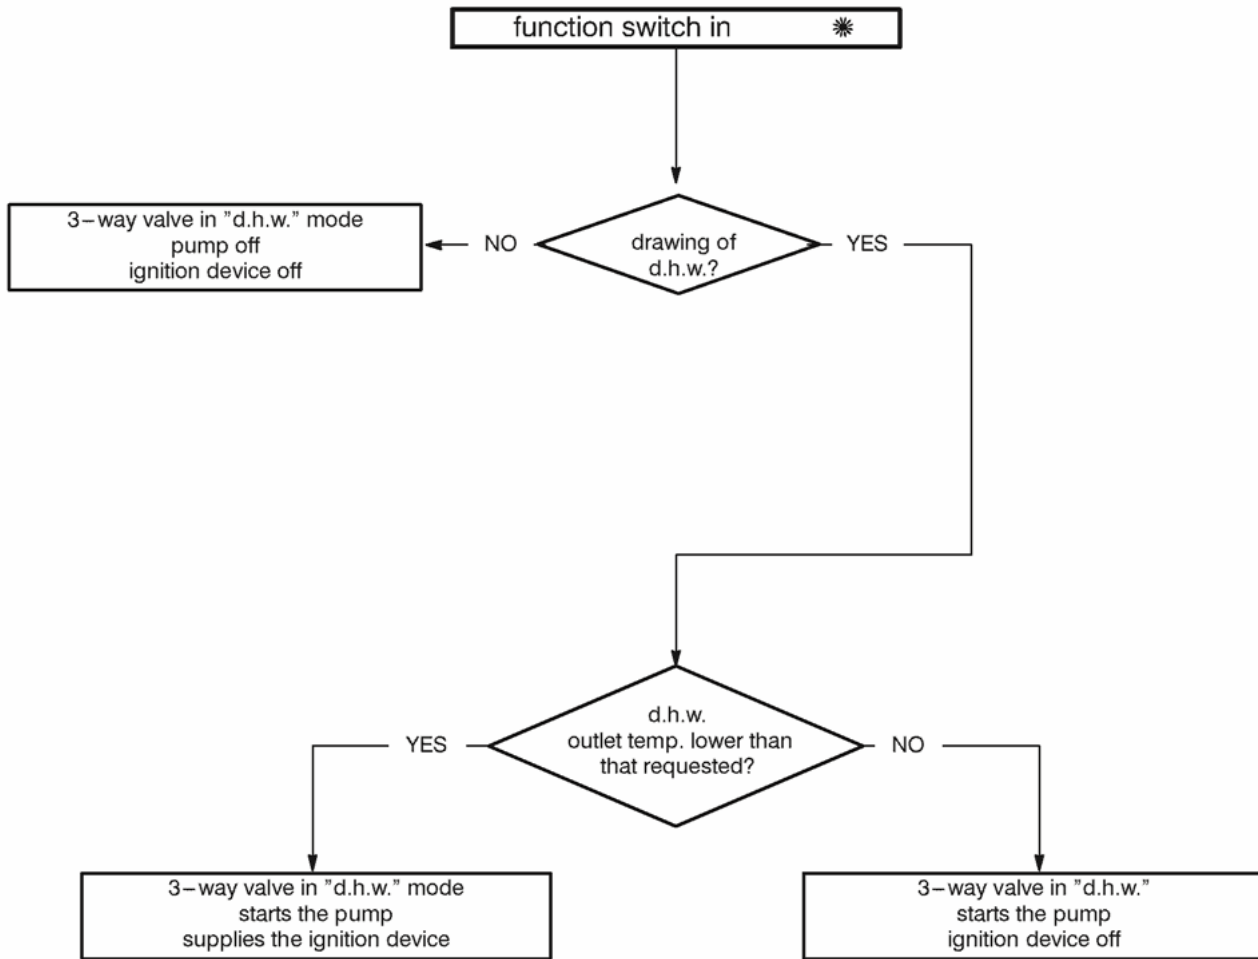 function switch in ✷
3–way valve in ”d.h.w.” mode
pump off
ignition device off
NO
drawing of
d.h.w.?
YES
d.h.w.
outlet temp. lower than
that requested?
YES
NO
3–way valve in ”d.h.w.” mode
starts the pump
supplies the ignition device
3–way valve in ”d.h.w.”
starts the pump
ignition device off